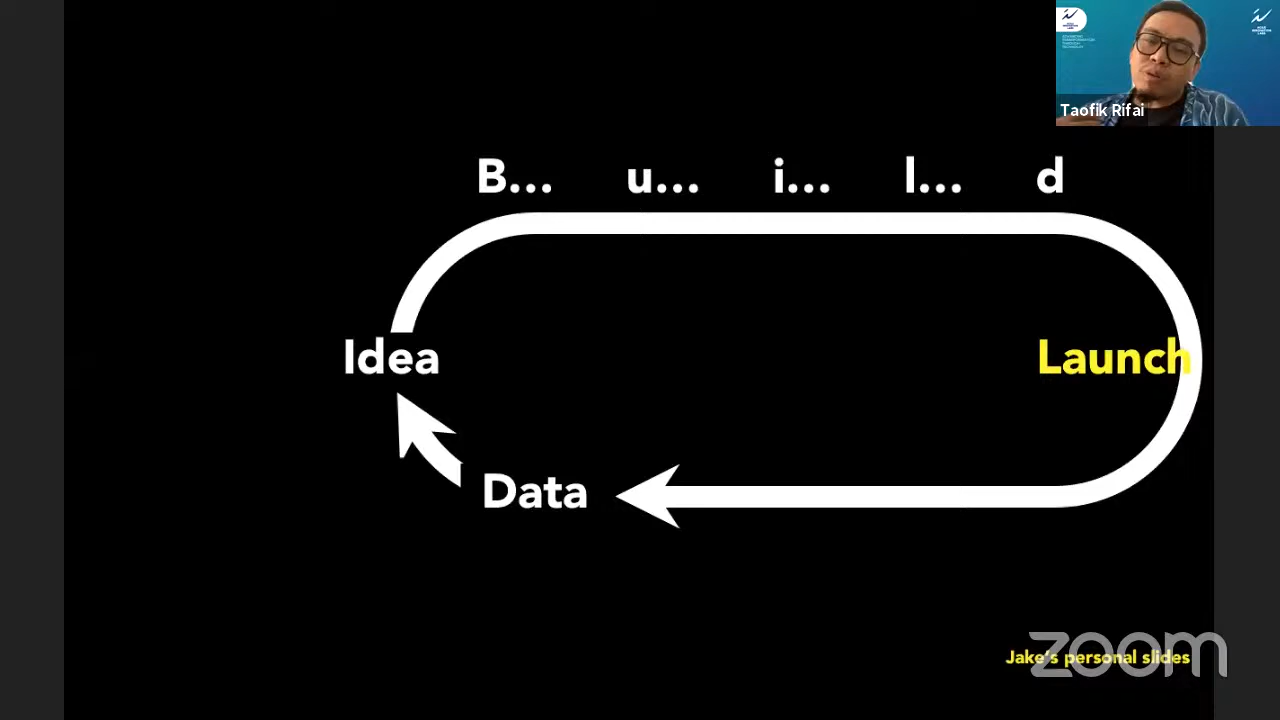 Taofik Rifai
B... u... i... l... d
Idea
Launch
Data
Jake's personal slides
zoom